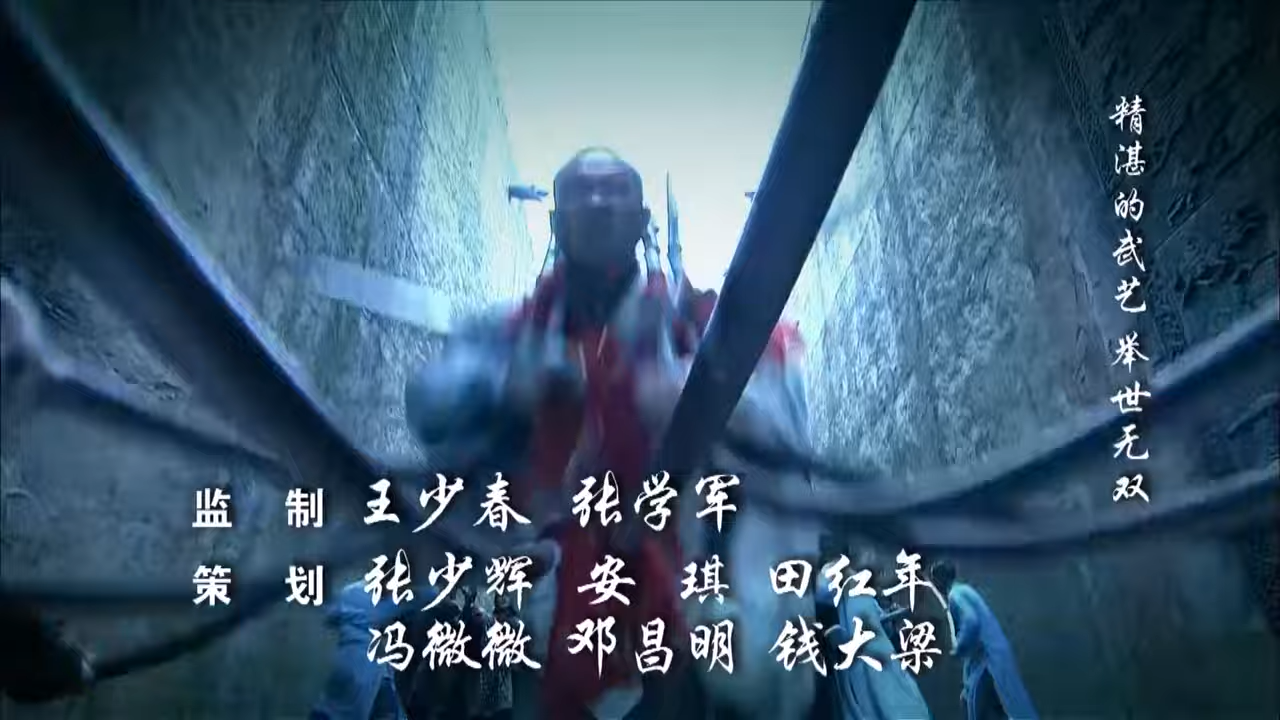 精湛的武艺 举世无双
监 制 王少春 张学军
策 划 张少辉 安 琪 田红年
冯微微 邓昌明 钱大梁